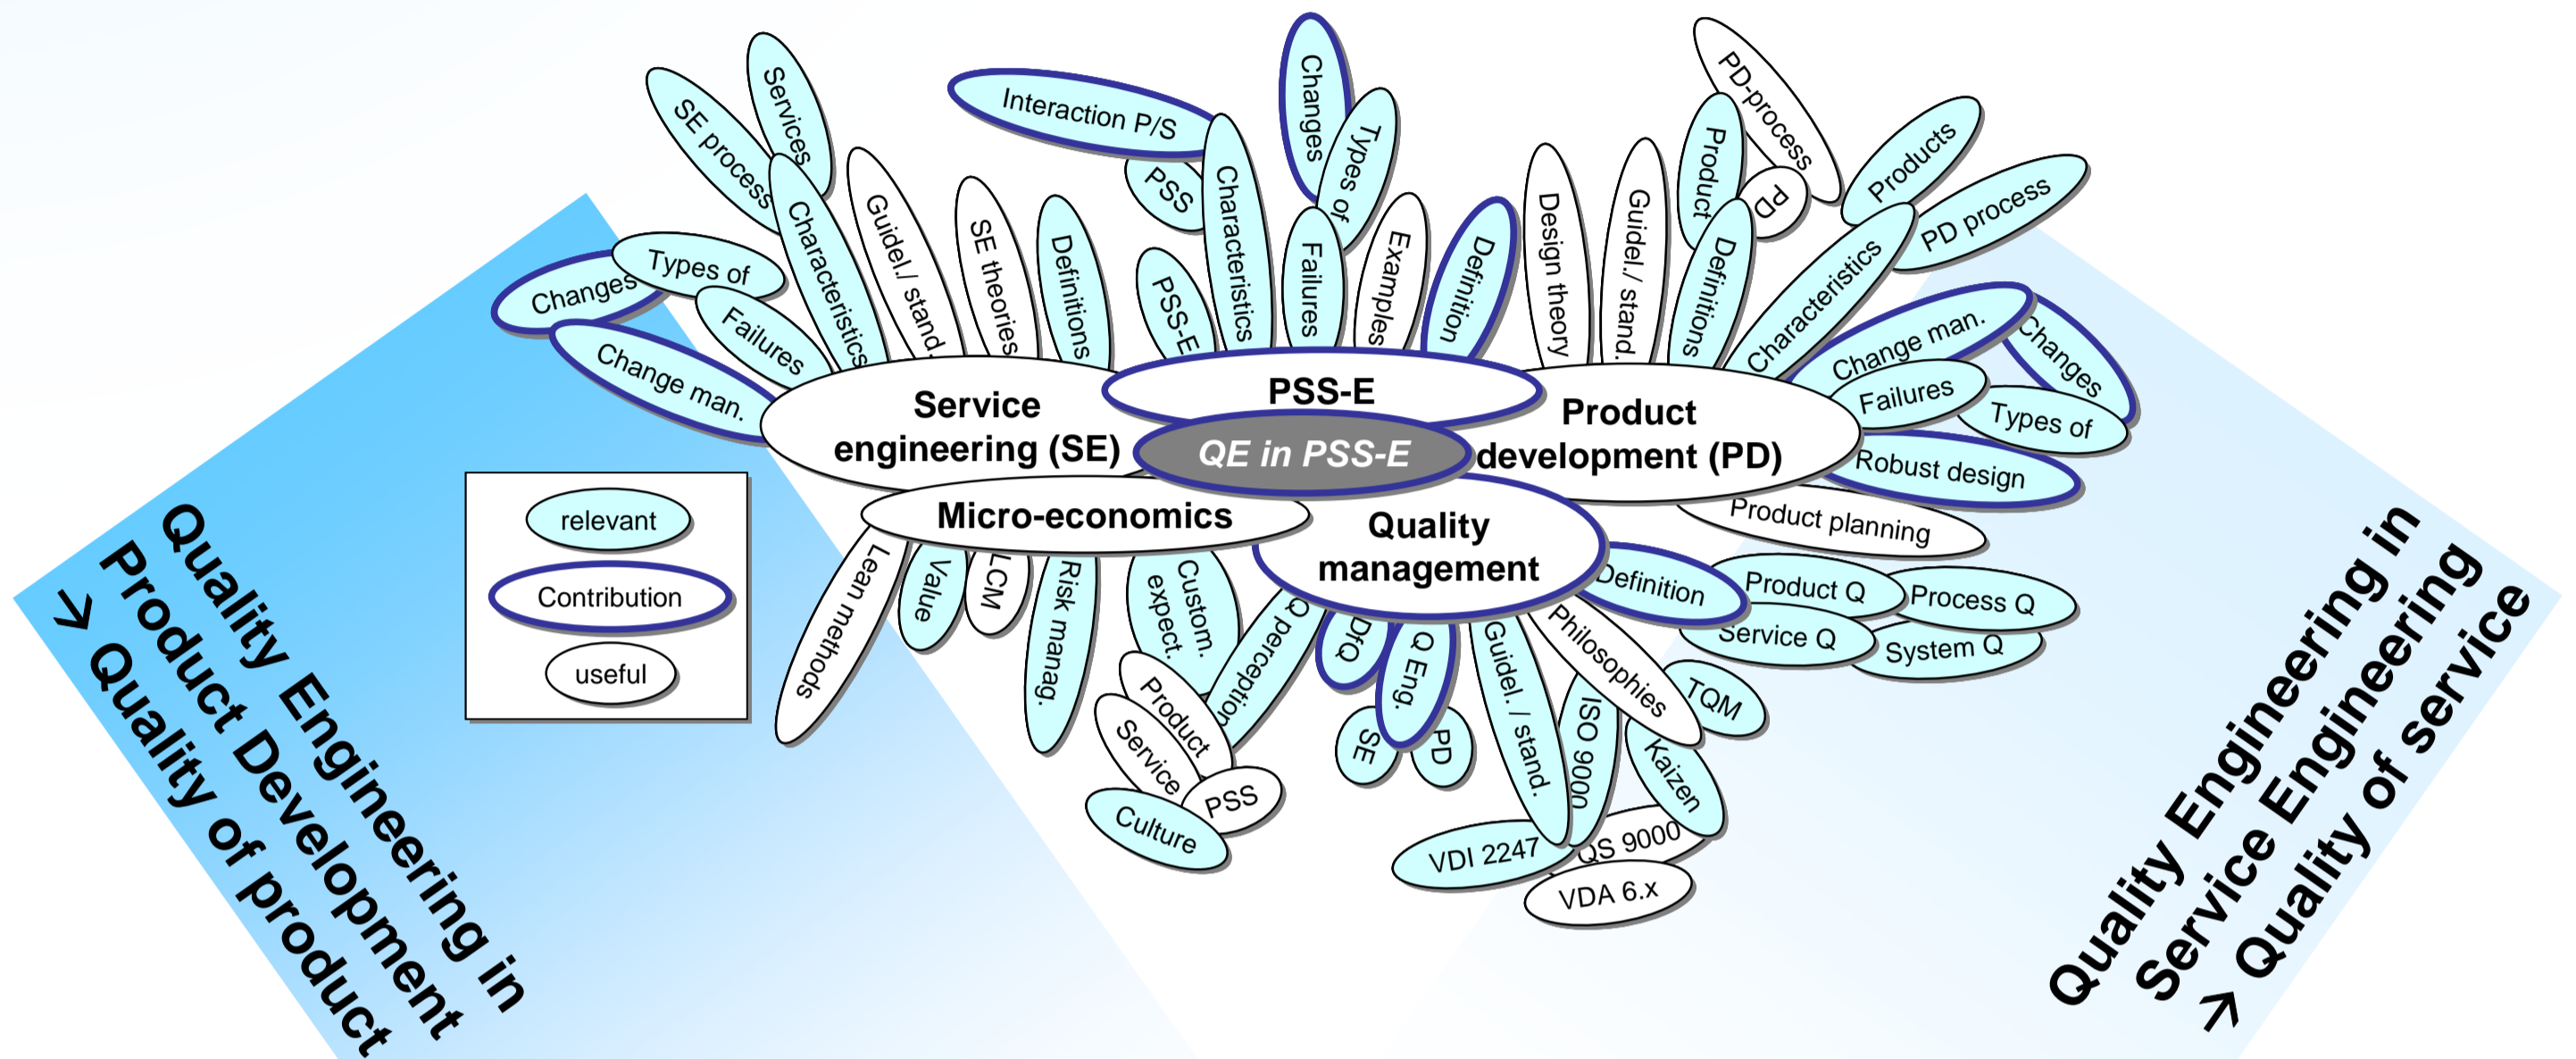 Services
SE process
Characteristics
Guidel./ stand.
SE theories
Definitions
Changes
Types of
Failures
Change man.
Interaction P/S
PSS
Characteristics
PSS-E
Changes
Types of
Failures
Examples
Definition
Design theory
Guidel./ stand.
PD-process
Product
PD
Definitions
Products
PD process
Characteristics
Change man.
Changes
Failures
Types of
Robust design
Product planning
Service
engineering (SE)
PSS-E
QE in PSS-E
Product
development (PD)
Micro-economics
Quality
management
relevant
Contribution
useful
Lean methods
Value
LCM
Risk manag.
Custom.
expect.
Product
Service
PSS
Culture
Q perception
DfQ
Q Eng.
SE
PD
Guidel. / stand.
ISO 9000
VDI 2247
QS 9000
VDA 6.x
Philosophies
TQM
Kaizen
Definition
Product Q
Process Q
Service Q
System Q
Quality Engineering in
Product Development
→ Quality of product
Quality Engineering in
Service Engineering
→ Quality of service